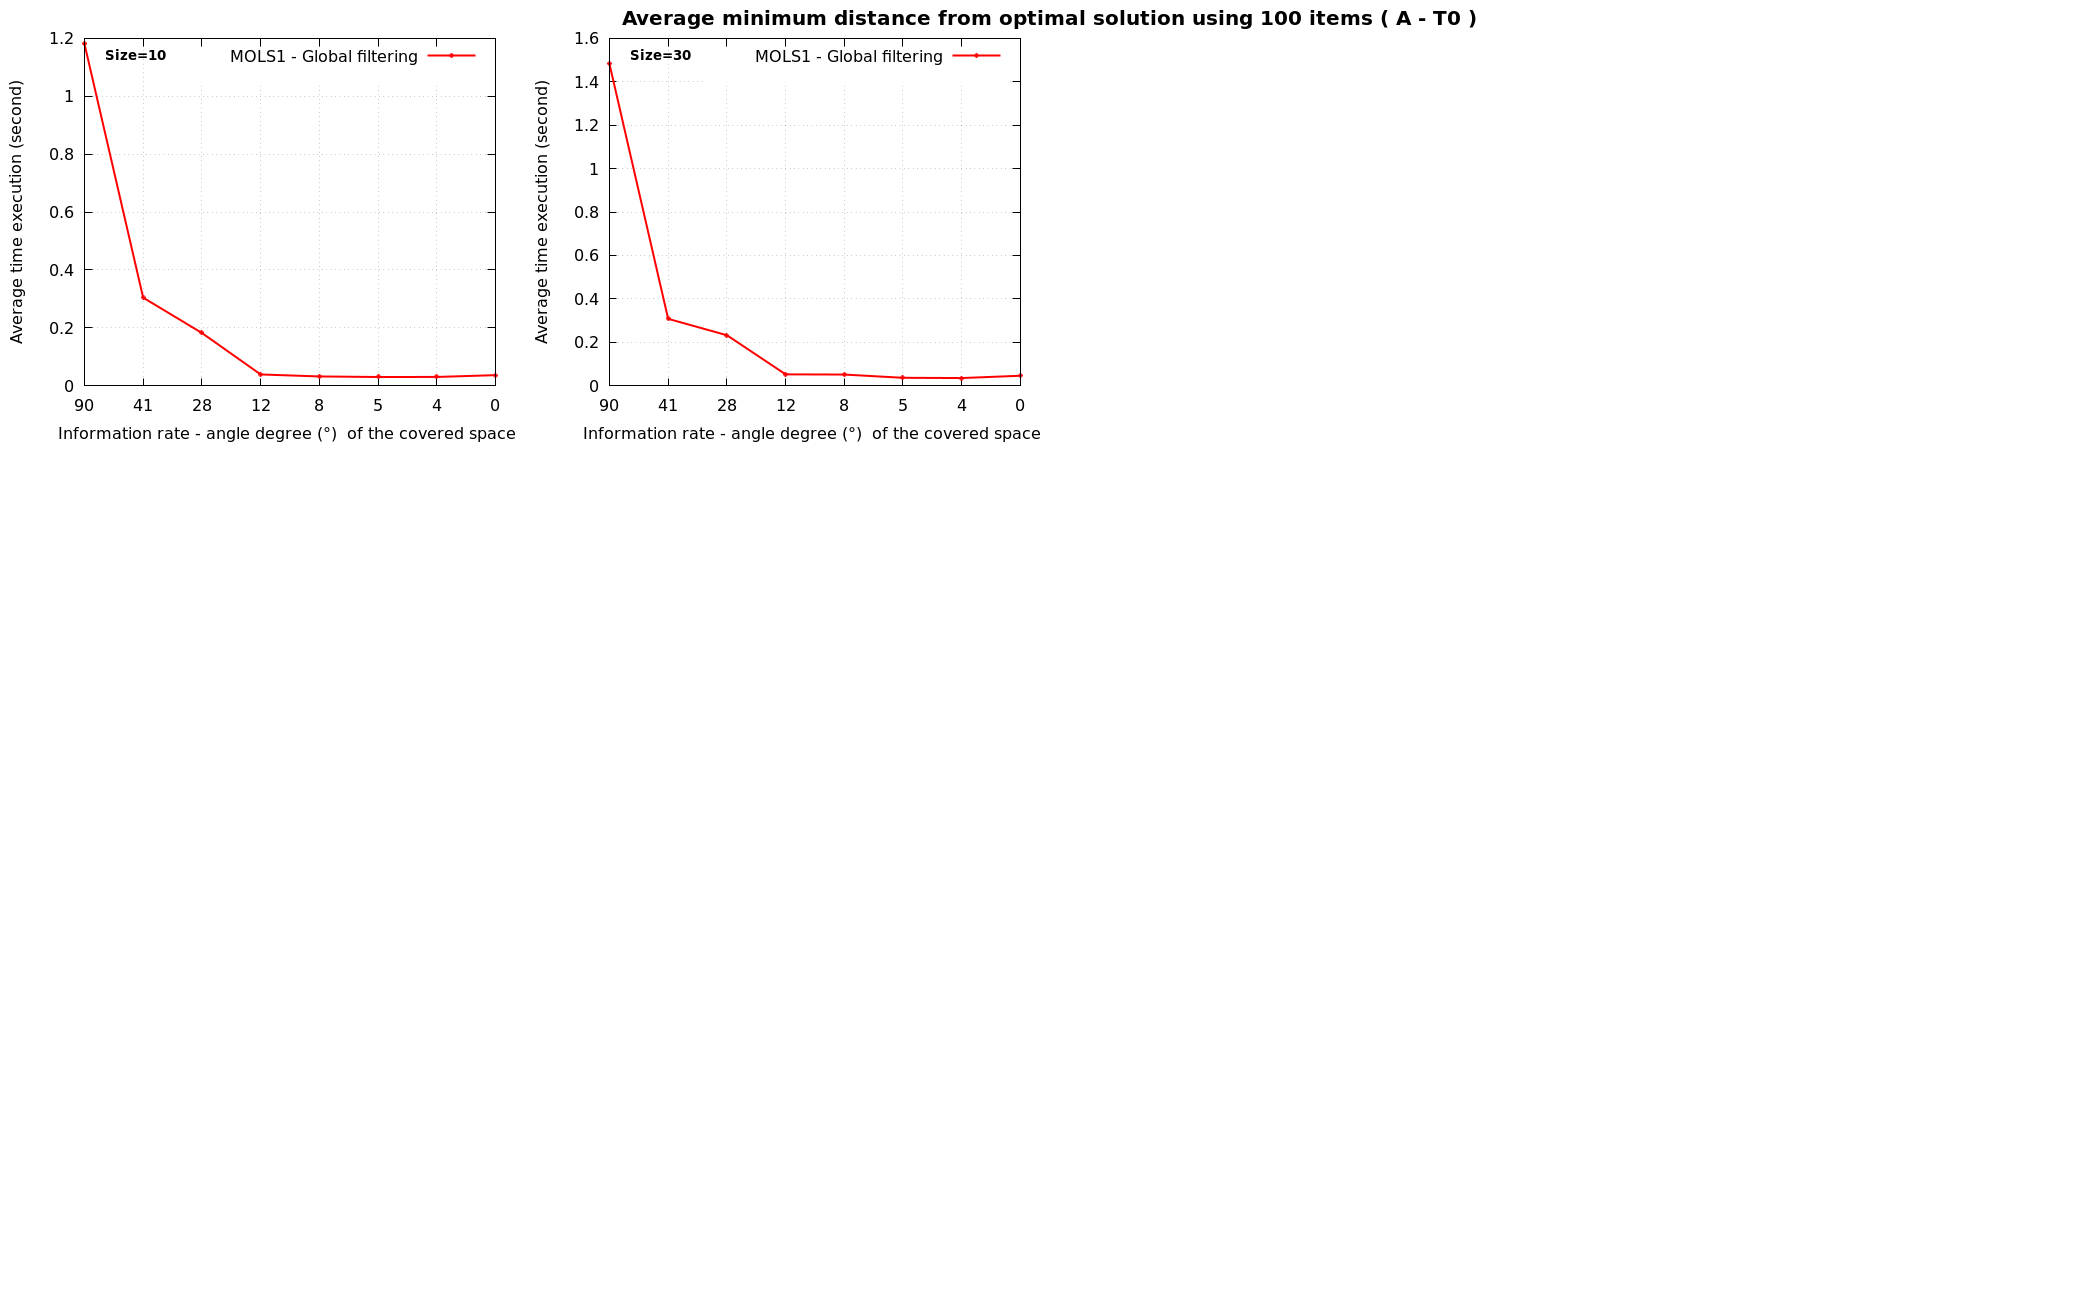 Average minimum distance from optimal solution using 100 items ( A - T0 )
Size=10
MOLS1 - Global filtering
Average time execution (second)
1.2
1
0.8
0.6
0.4
0.2
0
90 41 28 12 8 5 4 0
Information rate - angle degree (°)  of the covered space
Size=30
MOLS1 - Global filtering
Average time execution (second)
1.6
1.4
1.2
1
0.8
0.6
0.4
0.2
0
90 41 28 12 8 5 4 0
Information rate - angle degree (°)  of the covered space